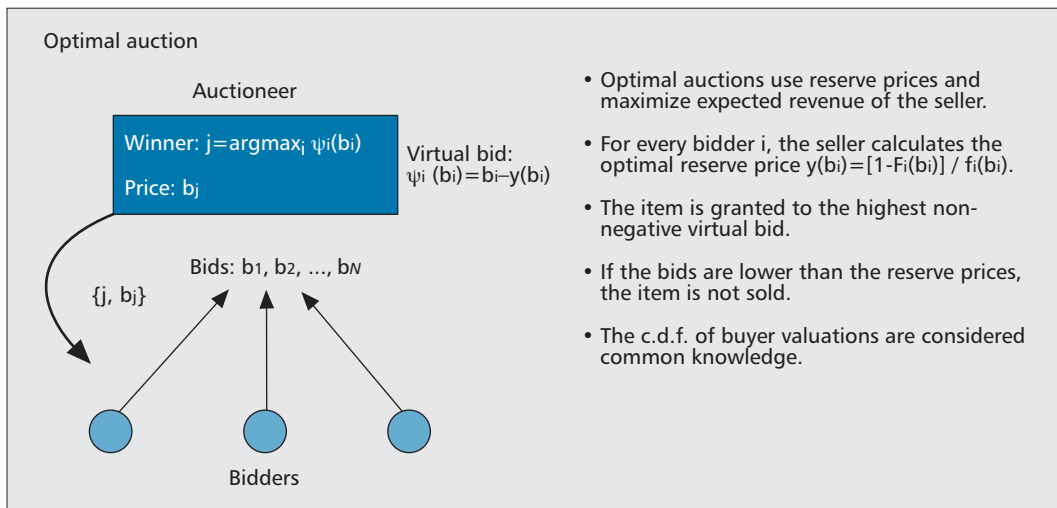 Optimal auction
Auctioneer
Winner: j=argmaxᵢ ψi(bi)
Price: bj
Virtual bid:
ψi (bi)=bi–y(bi)
Bids: b1, b2, ..., bN
{j, bj}
Bidders
• Optimal auctions use reserve prices and
maximize expected revenue of the seller.
• For every bidder i, the seller calculates the
optimal reserve price y(bi)=[1-Fi(bi)] / fi(bi).
• The item is granted to the highest non-
negative virtual bid.
• If the bids are lower than the reserve prices,
the item is not sold.
• The c.d.f. of buyer valuations are considered
common knowledge.